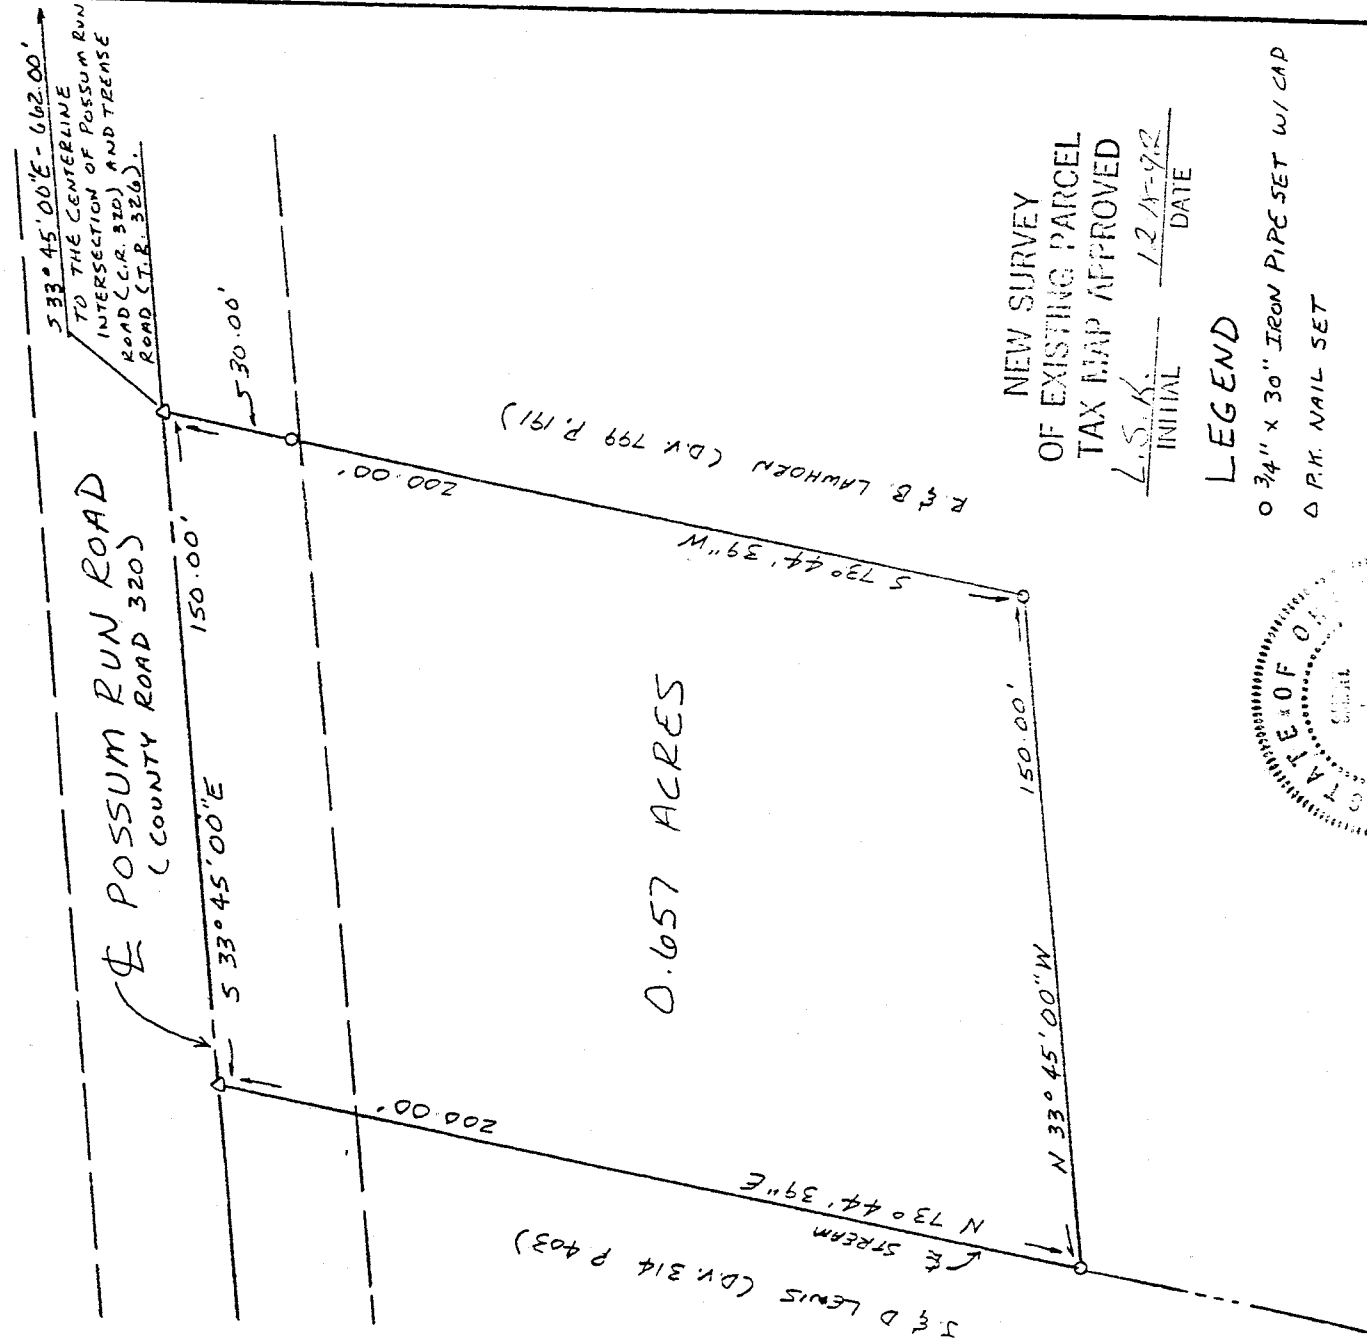 S 33° 45' 00" E - 662.00'
TO THE CENTERLINE
INTERSECTION OF POSSUM RUN
ROAD (C.R. 320) AND TREASE
ROAD (T.R. 326).
℄ POSSUM RUN ROAD
(COUNTY ROAD 320)
S 33° 45' 00" E
150.00'
30.00'
200.00'
S 73° 44' 39" W
R. & B. LAWHORN (D.V. 799 P. 191)
0.657 ACRES
200.00'
N 73° 44' 39" E
℄ STREAM
J. & D LEWIS (D.V. 314 P. 403)
N 33° 45' 00" W
150.00'
NEW SURVEY
OF EXISTING PARCEL
TAX MAP APPROVED
L.S.K.
INITIAL DATE
LEGEND
○ 3/4" x 30" IRON PIPE SET W/ CAP
△ P.K. NAIL SET
STATE OF